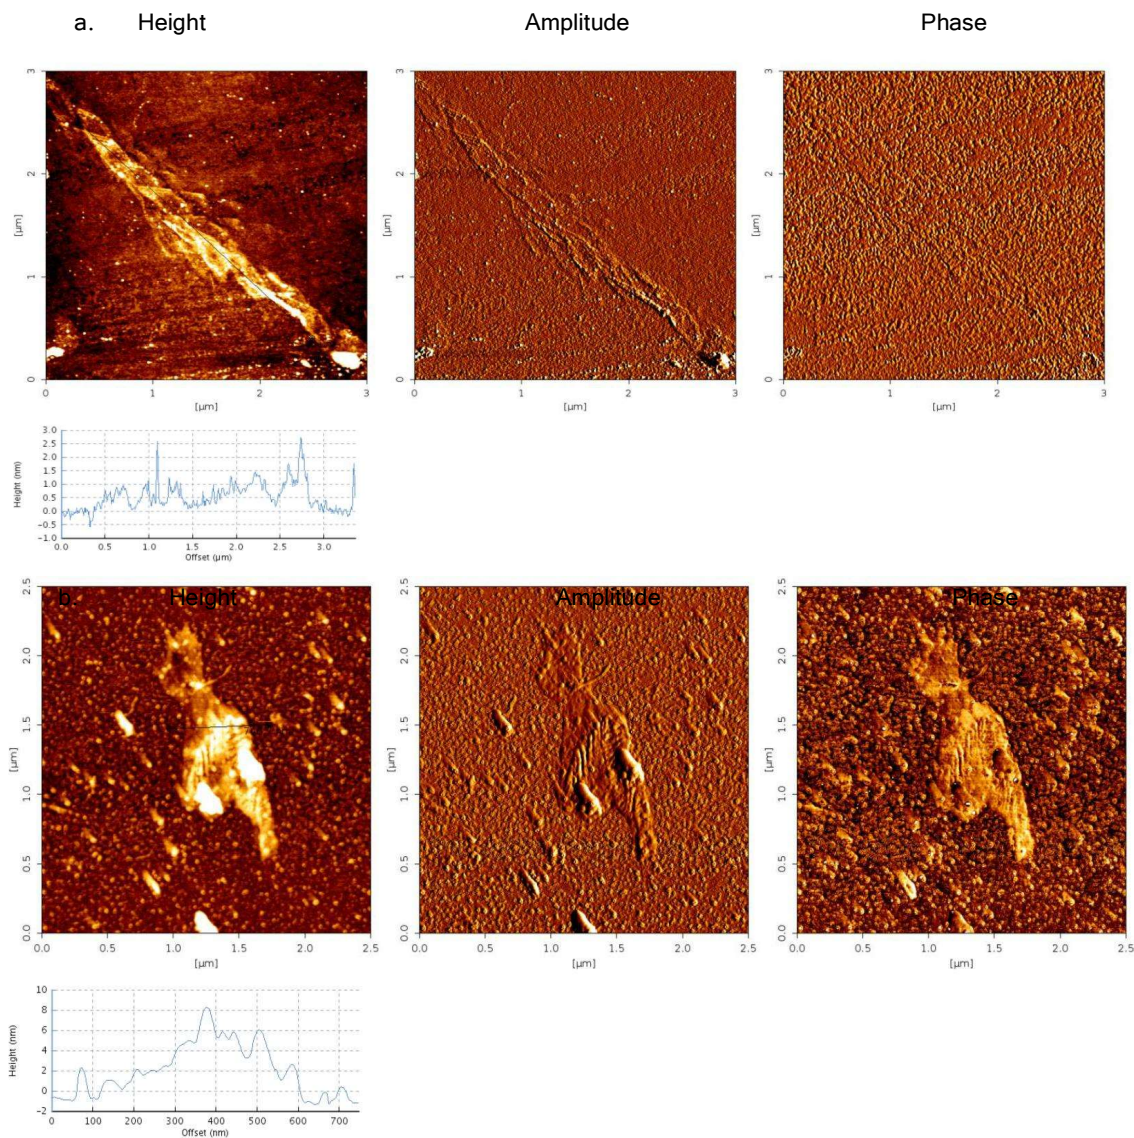 a. Height Amplitude Phase
3 3 3
2 2 2
[µm] [µm] [µm]
1 1 1
0 0 0
0 1 2 3 0 1 2 3 0 1 2 3
[µm] [µm] [µm]
3.0
2.5
2.0
1.5
1.0
0.5
0.0
-0.5
-1.0
Height (nm)
0.0 0.5 1.0 1.5 2.0 2.5 3.0
Offset (µm)
b. Height Amplitude Phase
2.5 2.5 2.5
2.0 2.0 2.0
1.5 1.5 1.5
[µm] [µm] [µm]
1.0 1.0 1.0
0.5 0.5 0.5
0.0 0.0 0.0
0.0 0.5 1.0 1.5 2.0 2.5 0.0 0.5 1.0 1.5 2.0 2.5 0.0 0.5 1.0 1.5 2.0 2.5
[µm] [µm] [µm]
10
8
6
4
2
0
-2
Height (nm)
0 100 200 300 400 500 600 700
Offset (nm)